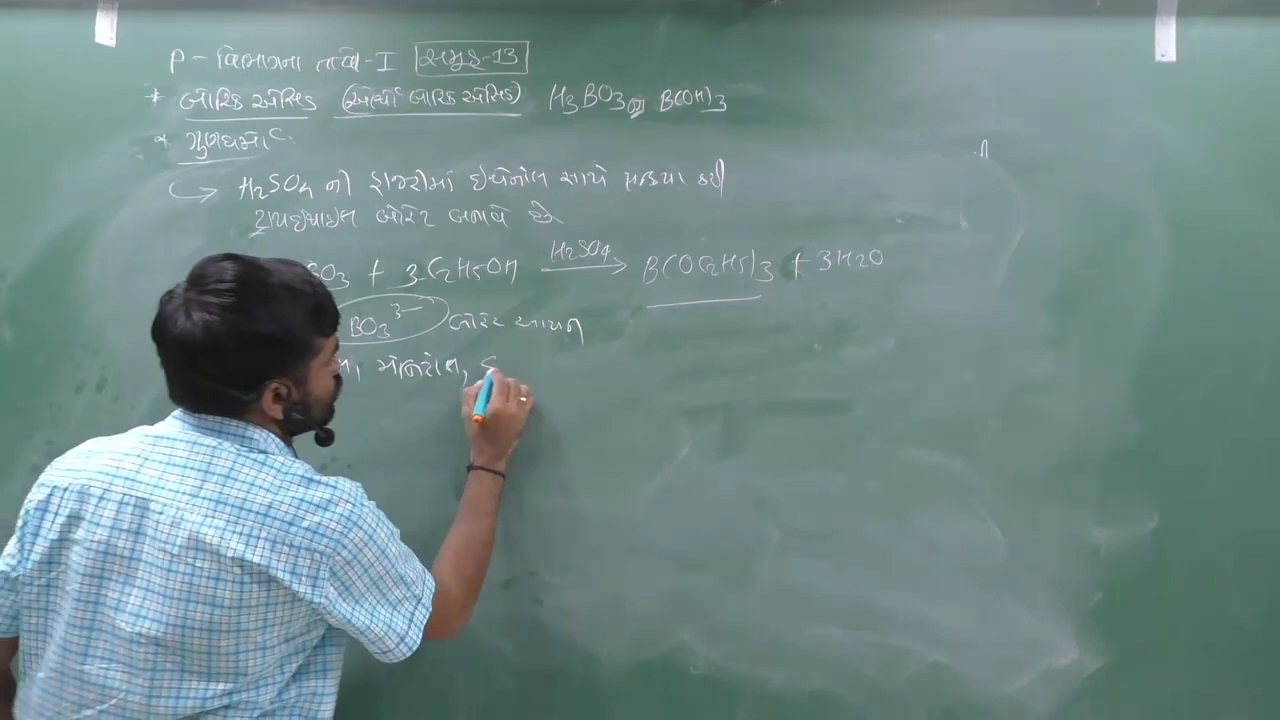 P - વિભાગના તત્વો - I સમૂહ-13
* બોરિક એસિડ (ઓર્થો બોરિક એસિડ) H3BO3 અથવા B(OH)3
* ગુણધર્મો :
↪ H2SO4 ની હાજરીમાં ઇથેનોલ સાથે પ્રક્રિયા કરી
ટ્રાયઇથાઇલ બોરેટ બનાવે છે.
BO3 + 3C2H5OH H2SO4 → B(OC2H5)3 + 3H2O
BO3 3- બોરેટ આયન